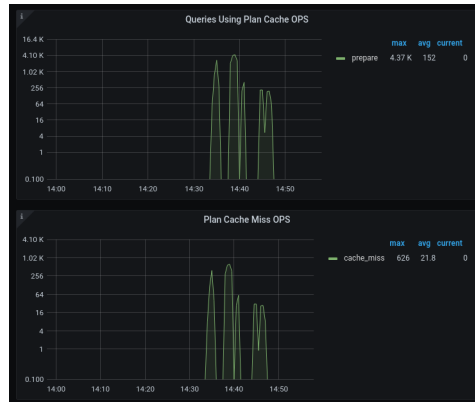 Queries Using Plan Cache OPS
max avg current
prepare 4.37 K 152 0
16.4 K
4.10 K
1.02 K
256
64
16
4
1
0.100
14:00 14:10 14:20 14:30 14:40 14:50
Plan Cache Miss OPS
max avg current
cache_miss 626 21.8 0
4.10 K
1.02 K
256
64
16
4
1
0.100
14:00 14:10 14:20 14:30 14:40 14:50